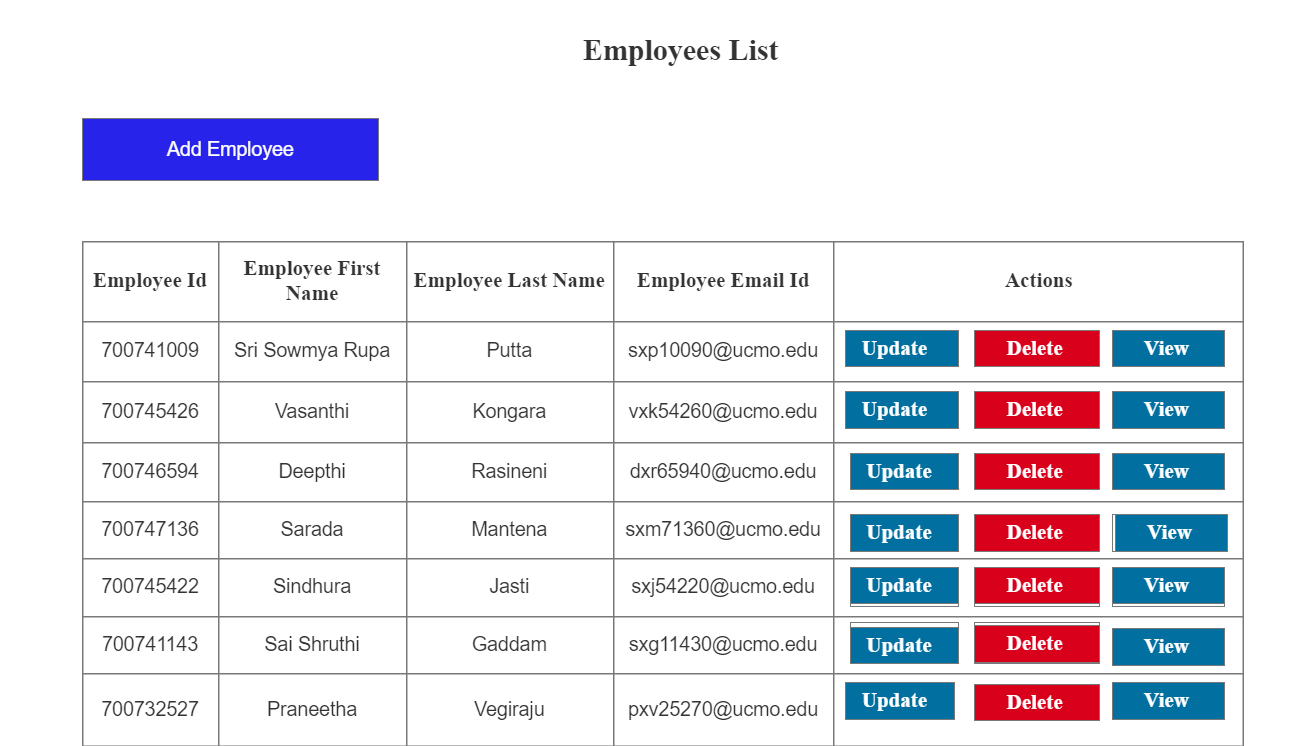 Employees List
Add Employee
Employee Id Employee First Name Employee Last Name Employee Email Id Actions
700741009 Sri Sowmya Rupa Putta sxp10090@ucmo.edu Update Delete View
700745426 Vasanthi Kongara vxk54260@ucmo.edu Update Delete View
700746594 Deepthi Rasineni dxr65940@ucmo.edu Update Delete View
700747136 Sarada Mantena sxm71360@ucmo.edu Update Delete View
700745422 Sindhura Jasti sxj54220@ucmo.edu Update Delete View
700741143 Sai Shruthi Gaddam sxg11430@ucmo.edu Update Delete View
700732527 Praneetha Vegiraju pxv25270@ucmo.edu Update Delete View